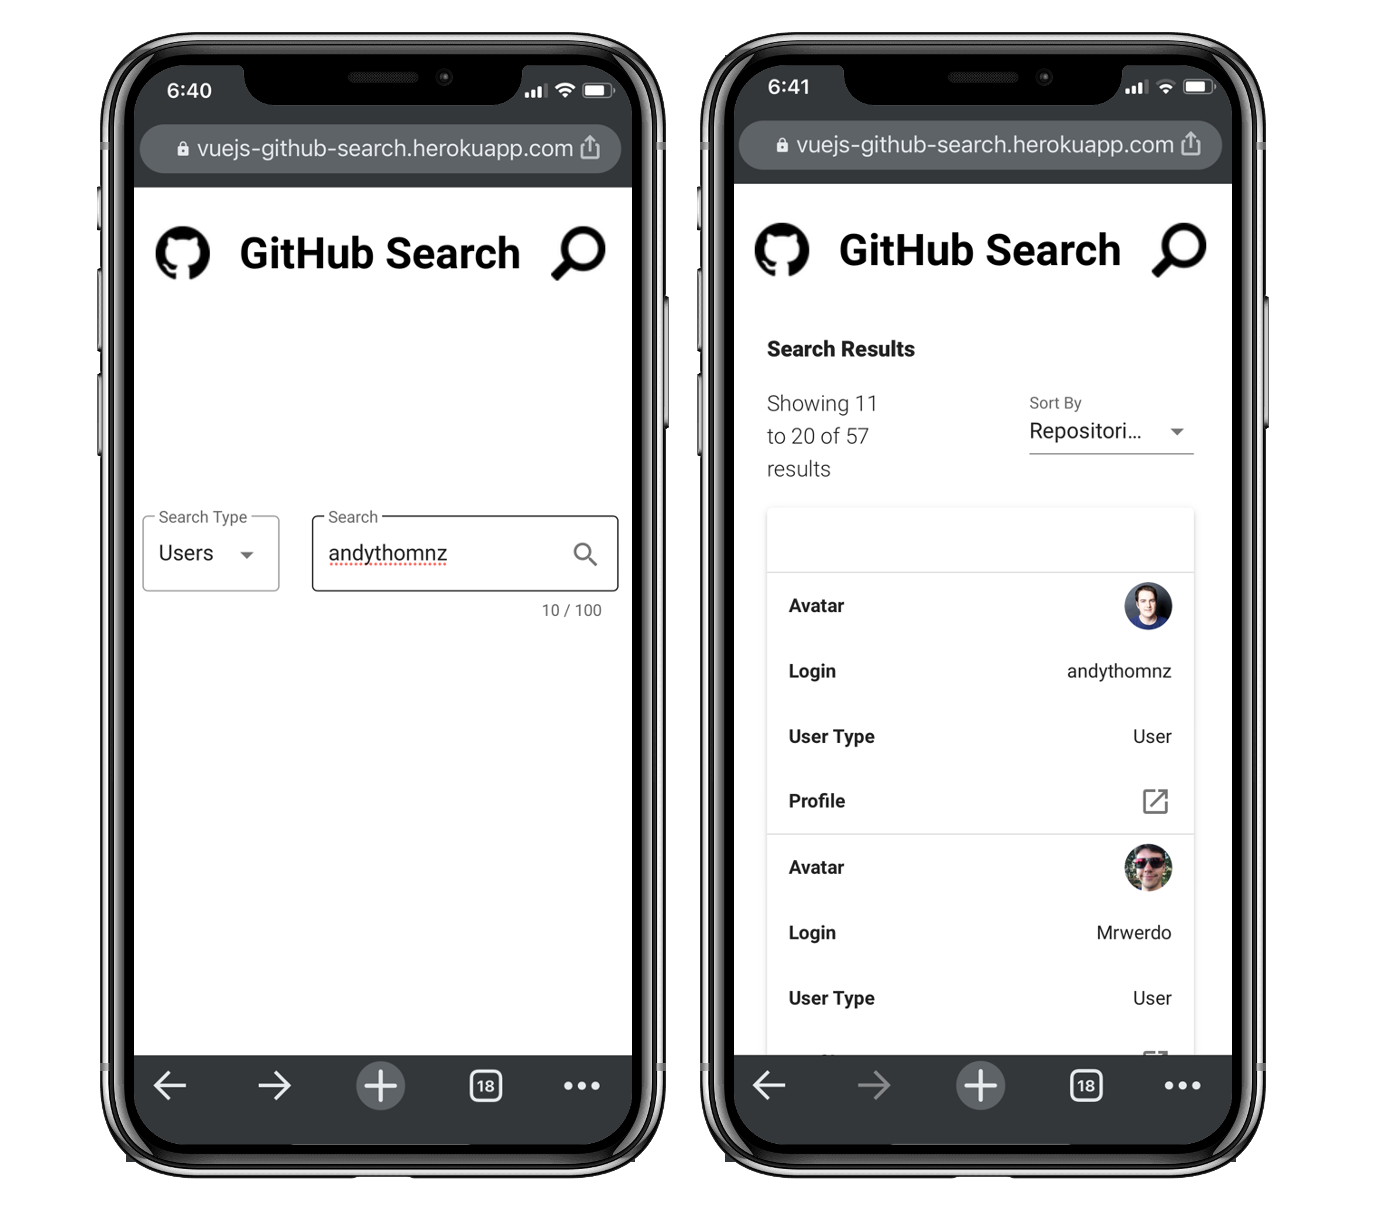 6:40
vuejs-github-search.herokuapp.com
GitHub Search
Search Type
Users
Search
andythomnz
10 / 100
18
6:41
vuejs-github-search.herokuapp.com
GitHub Search
Search Results
Showing 11
to 20 of 57
results
Sort By
Repositori...
Avatar
Login andythomnz
User Type User
Profile
Avatar
Login Mrwerdo
User Type User
18